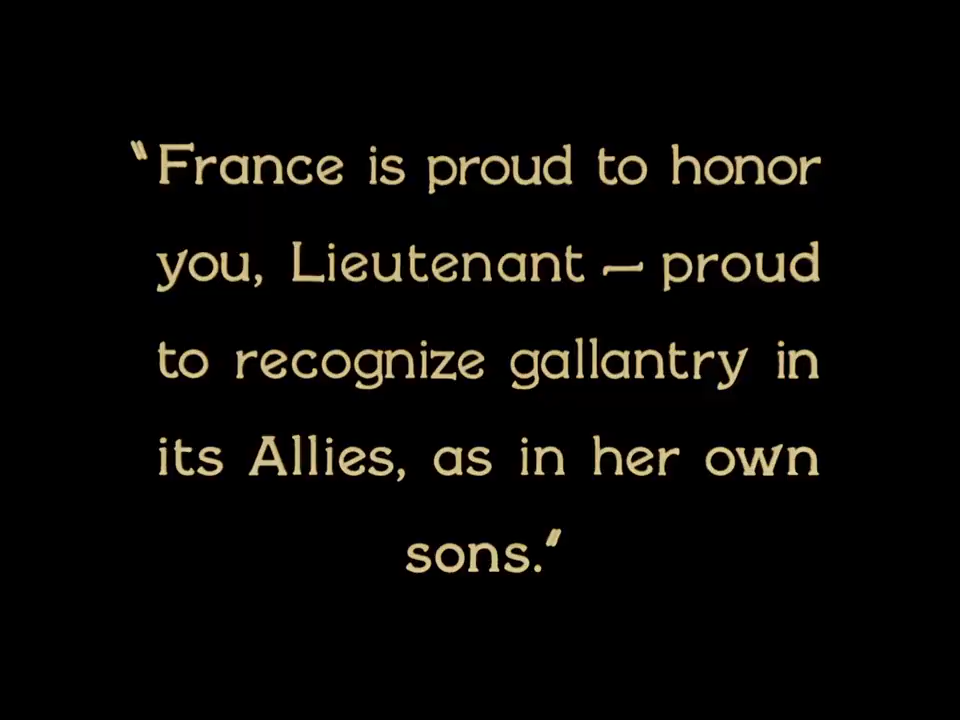 "France is proud to honor
you, Lieutenant — proud
to recognize gallantry in
its Allies, as in her own
sons."